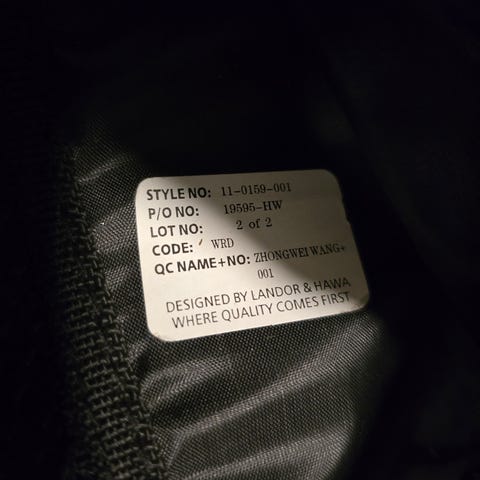 STYLE NO: 11-0159-001
P/O NO: 19595-HW
LOT NO: 2 of 2
CODE: WRD
QC NAME+NO: ZHONGWEI WANG+
001
DESIGNED BY LANDOR & HAWA
WHERE QUALITY COMES FIRST